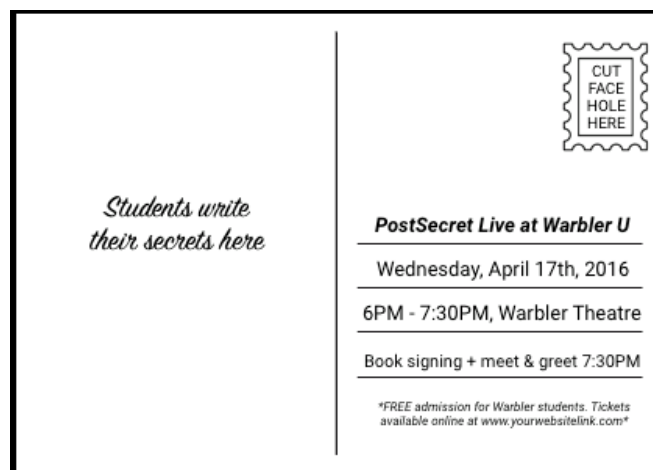 Students write
their secrets here
CUT
FACE
HOLE
HERE
PostSecret Live at Warbler U
Wednesday, April 17th, 2016
6PM - 7:30PM, Warbler Theatre
Book signing + meet & greet 7:30PM
*FREE admission for Warbler students. Tickets
available online at www.yourwebsitelink.com*